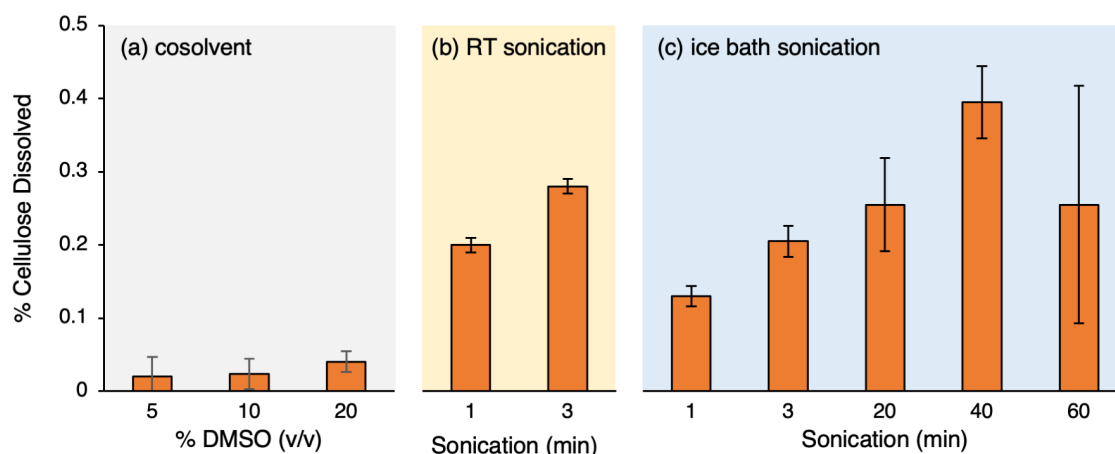 % Cellulose Dissolved
0.5
0.4
0.3
0.2
0.1
0
(a) cosolvent
5 10 20
% DMSO (v/v)
(b) RT sonication
1 3
Sonication (min)
(c) ice bath sonication
1 3 20 40 60
Sonication (min)